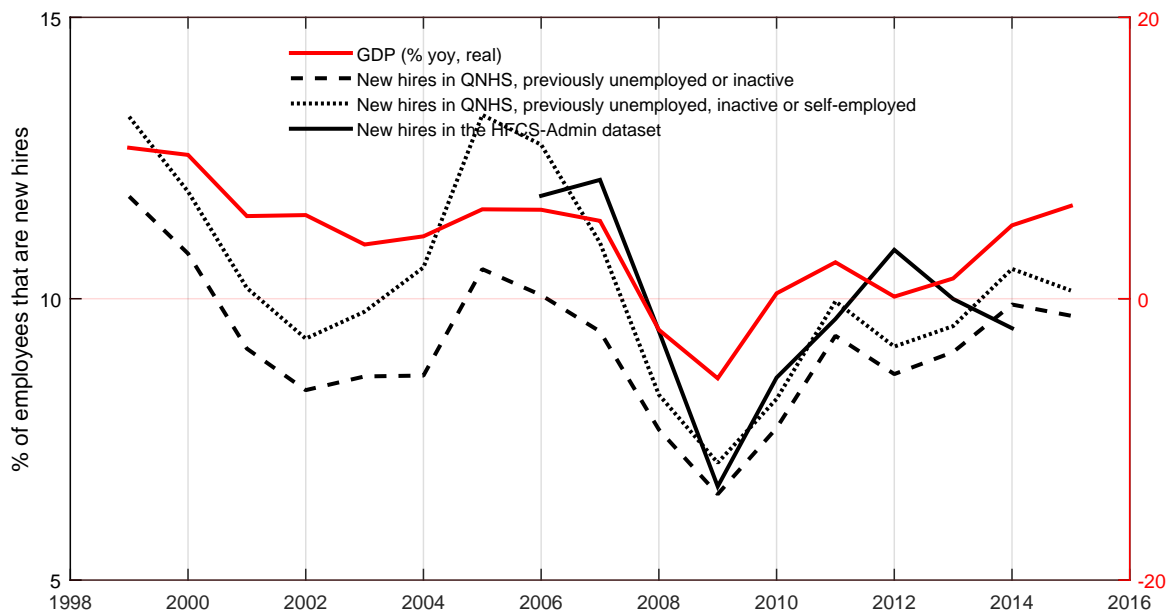 15
20
GDP (% yoy, real)
New hires in QNHS, previously unemployed or inactive
New hires in QNHS, previously unemployed, inactive or self-employed
New hires in the HFCS-Admin dataset
% of employees that are new hires
10
0
5
-20
1998 2000 2002 2004 2006 2008 2010 2012 2014 2016